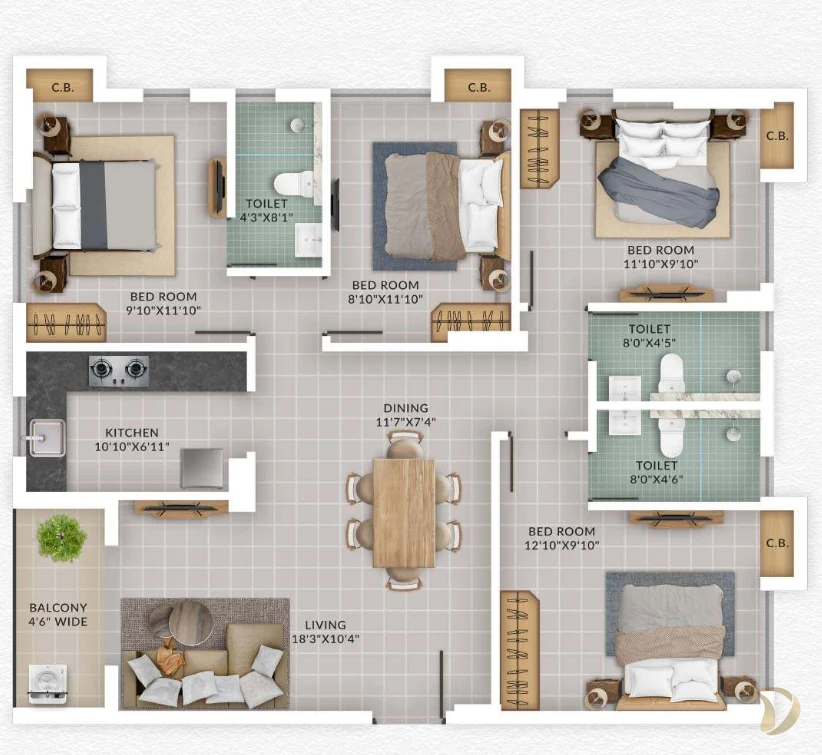 C.B.
C.B.
C.B.
TOILET
4'3"X8'1"
BED ROOM
11'10"X9'10"
BED ROOM
8'10"X11'10"
BED ROOM
9'10"X11'10"
TOILET
8'0"X4'5"
DINING
11'7"X7'4"
KITCHEN
10'10"X6'11"
TOILET
8'0"X4'6"
BED ROOM
12'10"X9'10"
C.B.
BALCONY
4'6" WIDE
LIVING
18'3"X10'4"